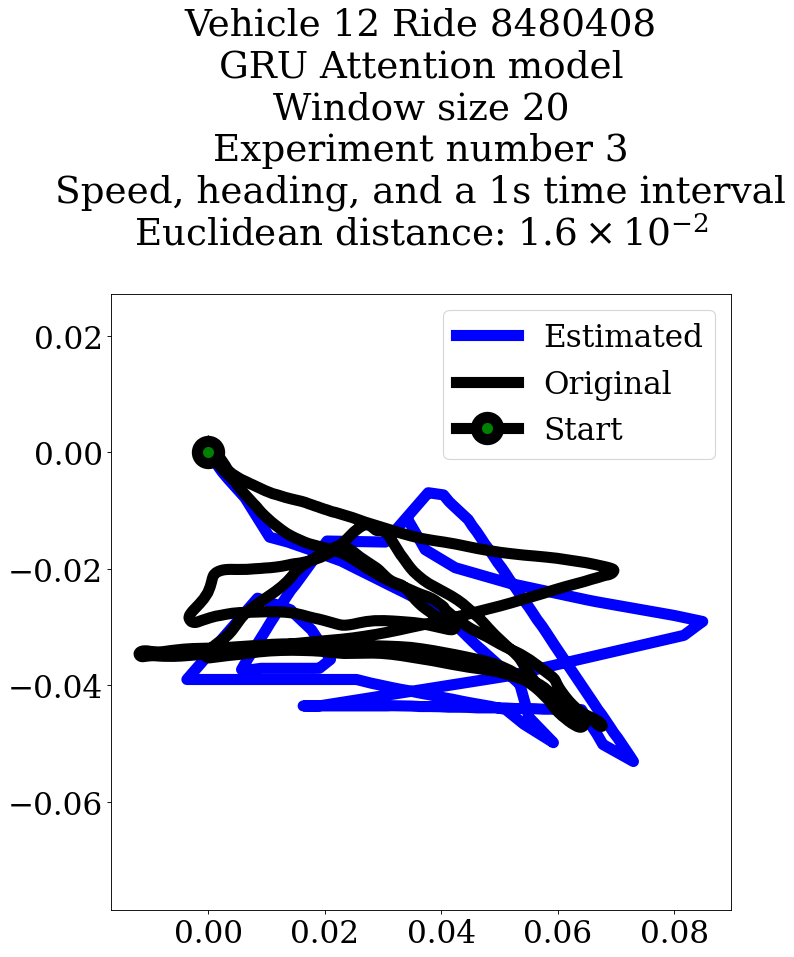 Vehicle 12 Ride 8480408
GRU Attention model
Window size 20
Experiment number 3
Speed, heading, and a 1s time interval
Euclidean distance: 1.6 × 10⁻²
Estimated
Original
Start
0.02
0.00
−0.02
−0.04
−0.06
0.00 0.02 0.04 0.06 0.08